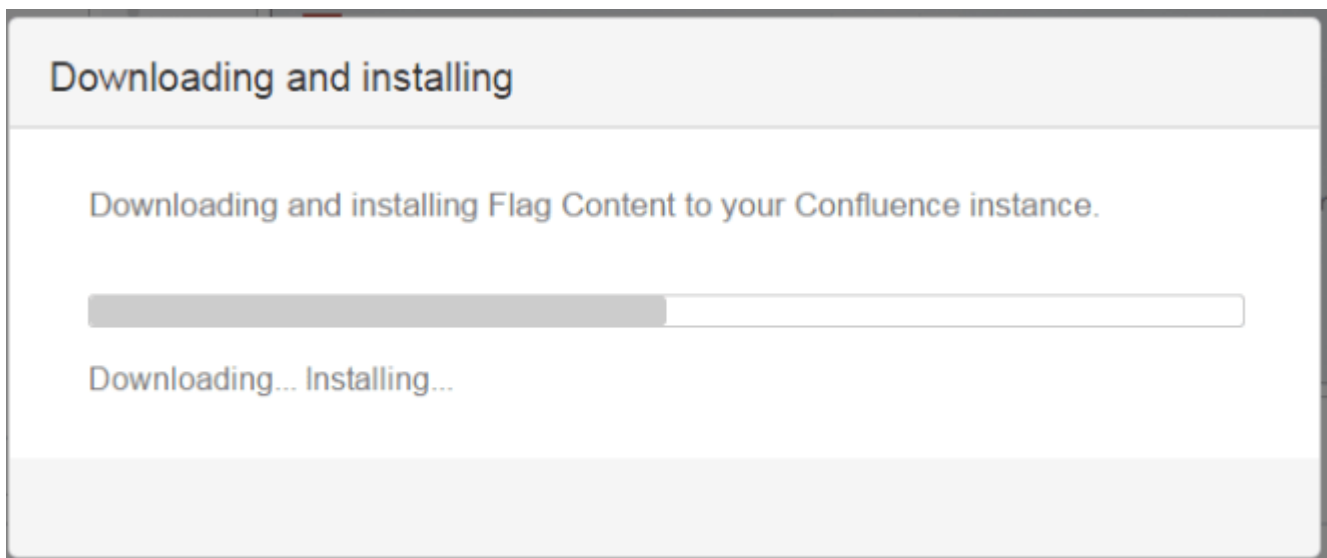 Downloading and installing
Downloading and installing Flag Content to your Confluence instance.
Downloading... Installing...